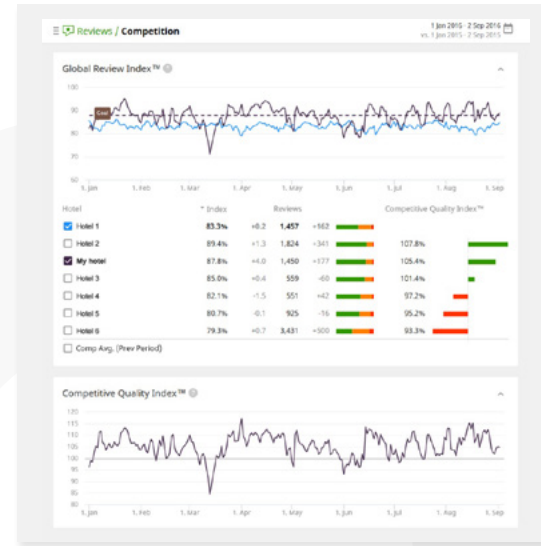 Reviews / Competition
1 Jan 2016 - 2 Sep 2016
vs. 1 Jan 2015 - 2 Sep 2015
Global Review Index™
100
90
Goal
80
70
60
1. Jan 1. Feb 1. Mar 1. Apr 1. May 1. Jun 1. Jul 1. Aug 1. Sep
Hotel * Index Reviews Competitive Quality Index™
Hotel 1 83.3% +0.2 1,457 +162
Hotel 2 89.4% +1.3 1,824 +341 107.8%
My hotel 87.8% +4.0 1,450 +177 105.4%
Hotel 3 85.0% +0.4 559 -60 101.4%
Hotel 4 82.1% -1.5 551 +42 97.2%
Hotel 5 80.7% -0.1 925 -16 95.2%
Hotel 6 79.3% +0.7 3,431 +500 93.3%
Comp Avg. (Prev Period)
Competitive Quality Index™
120
115
110
105
100
95
90
85
80
1. Jan 1. Feb 1. Mar 1. Apr 1. May 1. Jun 1. Jul 1. Aug 1. Sep